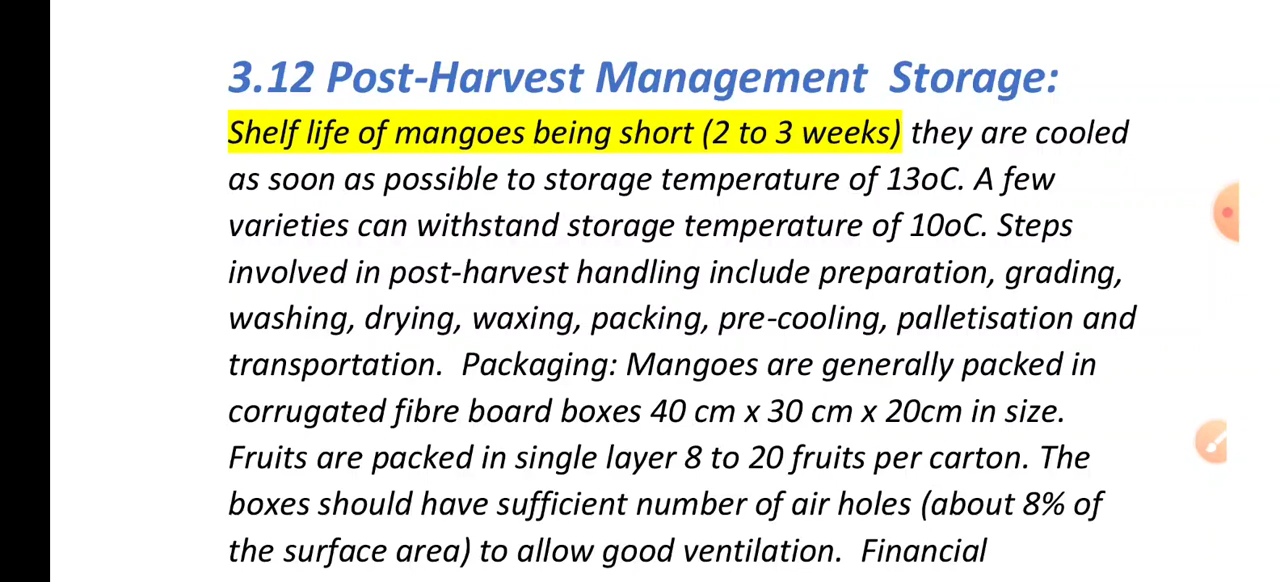 3.12 Post-Harvest Management  Storage:
Shelf life of mangoes being short (2 to 3 weeks) they are cooled
as soon as possible to storage temperature of 13oC. A few
varieties can withstand storage temperature of 10oC. Steps
involved in post-harvest handling include preparation, grading,
washing, drying, waxing, packing, pre-cooling, palletisation and
transportation.  Packaging: Mangoes are generally packed in
corrugated fibre board boxes 40 cm x 30 cm x 20cm in size.
Fruits are packed in single layer 8 to 20 fruits per carton. The
boxes should have sufficient number of air holes (about 8% of
the surface area) to allow good ventilation.  Financial